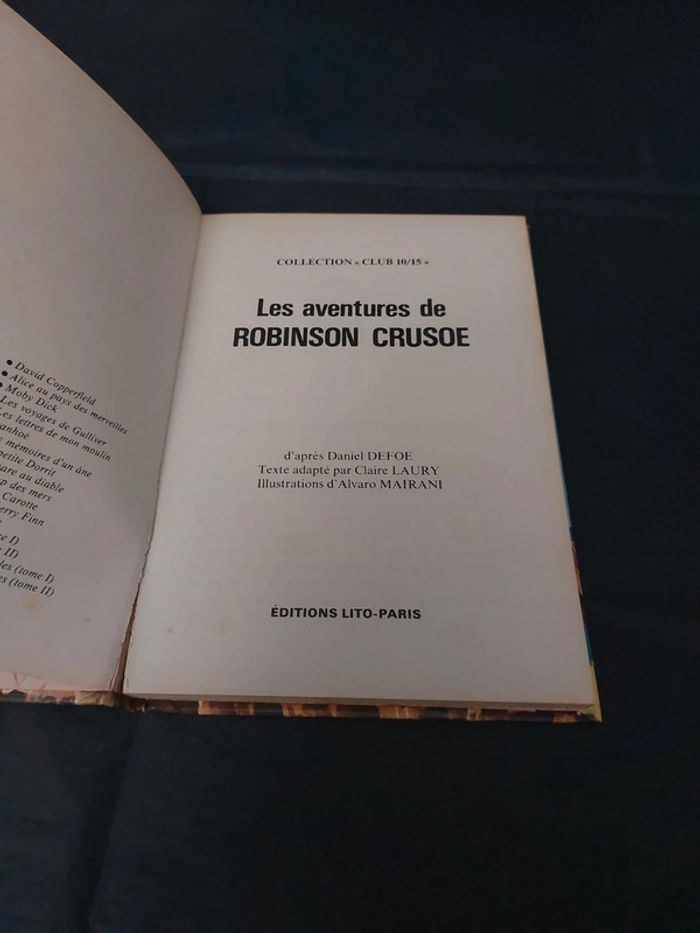 • David Copperfield
• Alice au pays des merveilles
• Moby Dick
Les voyages de Gulliver
Les lettres de mon moulin
mémoires d'un âne
petite Dorrit
au diable
des mers
Carotte
Finn
I)
II)
(tome I)
(tome II)
COLLECTION « CLUB 10/15 »
Les aventures de
ROBINSON CRUSOE
d'après Daniel DEFOE
Texte adapté par Claire LAURY
Illustrations d'Alvaro MAIRANI
ÉDITIONS LITO-PARIS